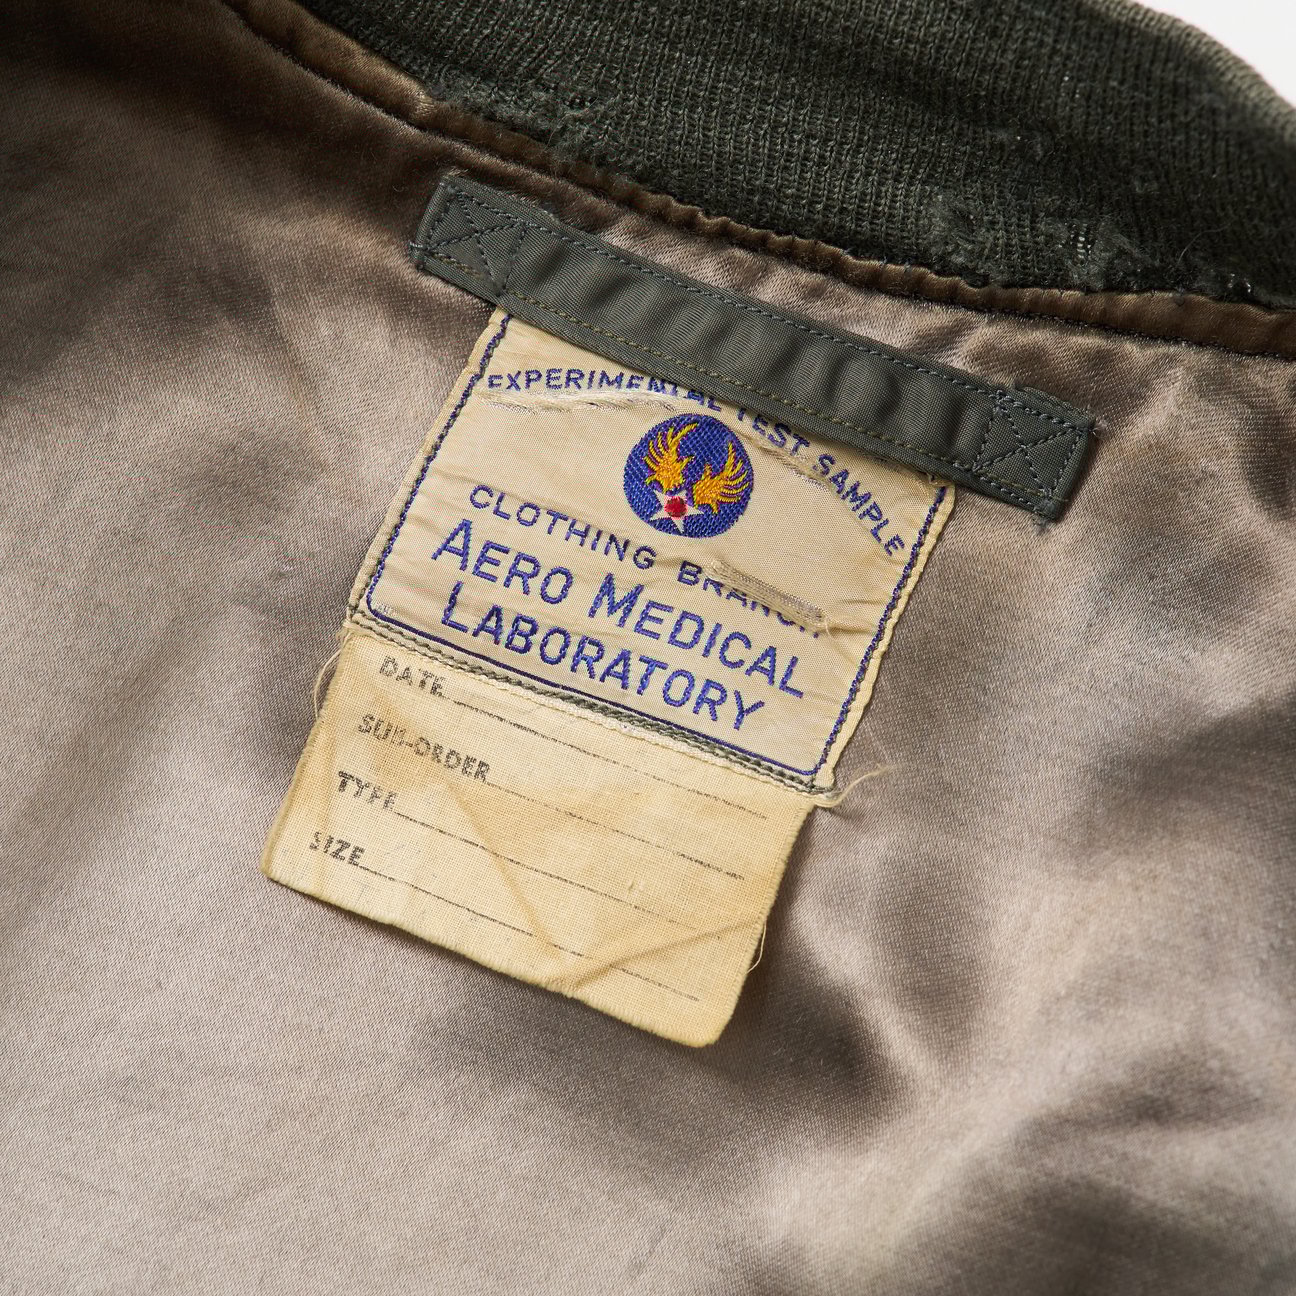 EXPERIMENTAL TEST SAMPLE
CLOTHING BRANCH
AERO MEDICAL
LABORATORY
DATE
SUB-ORDER
TYPE
SIZE